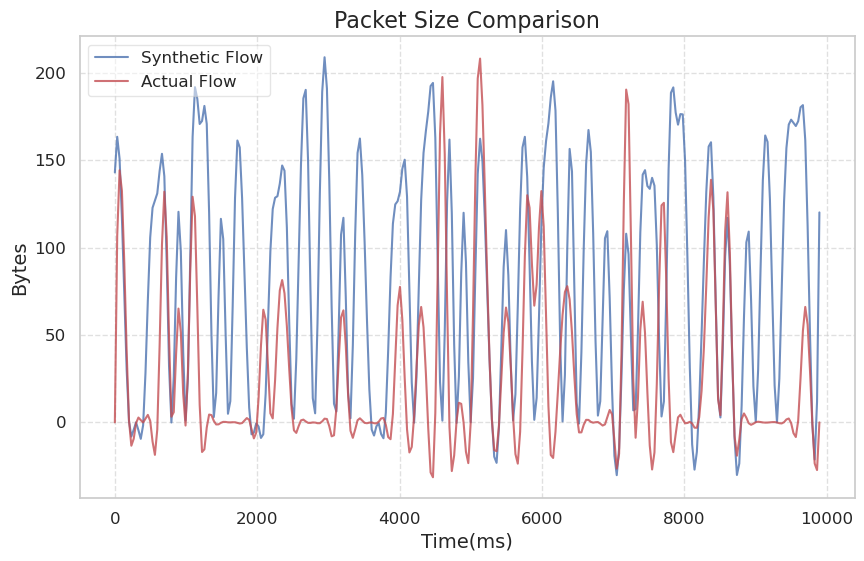 Packet Size Comparison
Synthetic Flow
Actual Flow
200
150
100
50
0
Bytes
0 2000 4000 6000 8000 10000
Time(ms)